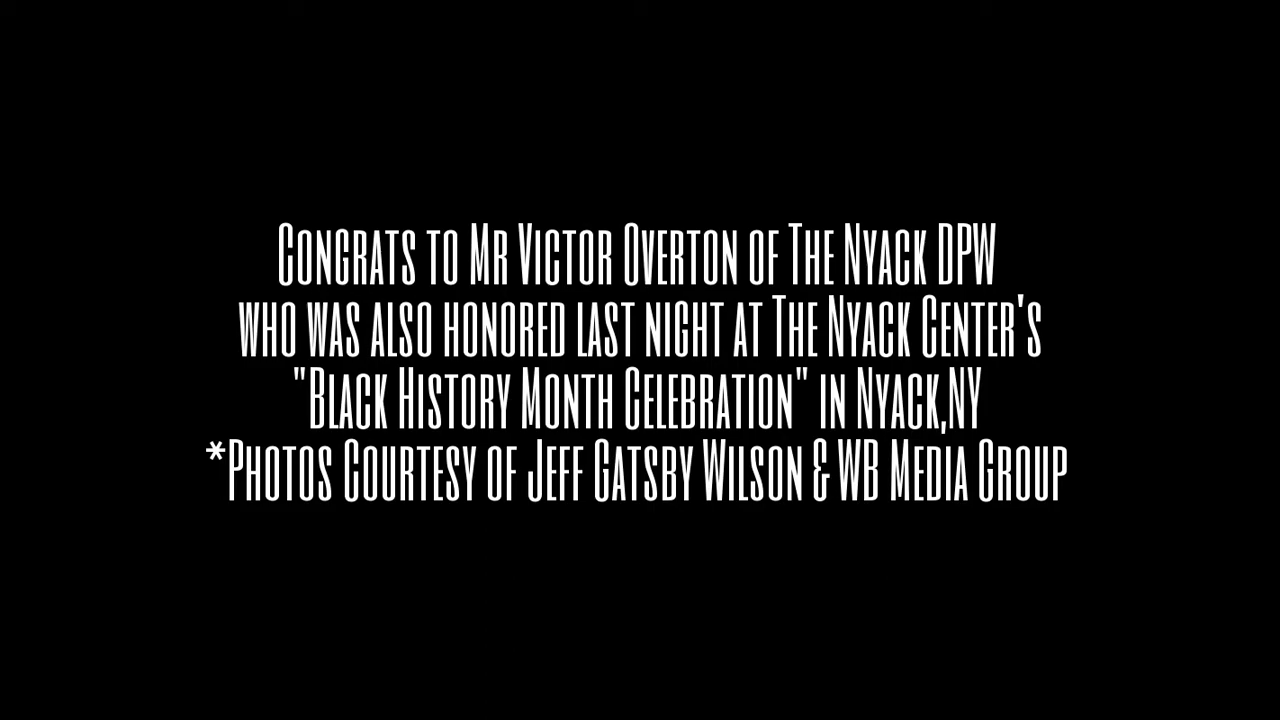 Congrats to Mr Victor Overton of The Nyack DPW
who was also honored last night at The Nyack Center's
"Black History Month Celebration" in Nyack,NY
*Photos Courtesy of Jeff Gatsby Wilson & WB Media Group